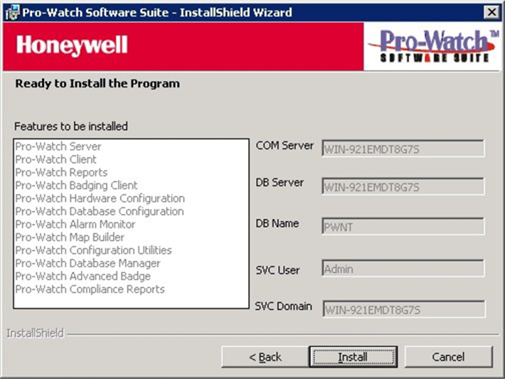 Pro-Watch Software Suite - InstallShield Wizard
Honeywell
Pro-Watch™
SOFTWARE SUITE
Ready to Install the Program
Features to be installed
Pro-Watch Server
Pro-Watch Client
Pro-Watch Reports
Pro-Watch Badging Client
Pro-Watch Hardware Configuration
Pro-Watch Database Configuration
Pro-Watch Alarm Monitor
Pro-Watch Map Builder
Pro-Watch Configuration Utilities
Pro-Watch Database Manager
Pro-Watch Advanced Badge
Pro-Watch Compliance Reports
COM Server WIN-921EMDT8G7S
DB Server WIN-921EMDT8G7S
DB Name PWNT
SVC User Admin
SVC Domain WIN-921EMDT8G7S
InstallShield
< Back Install Cancel